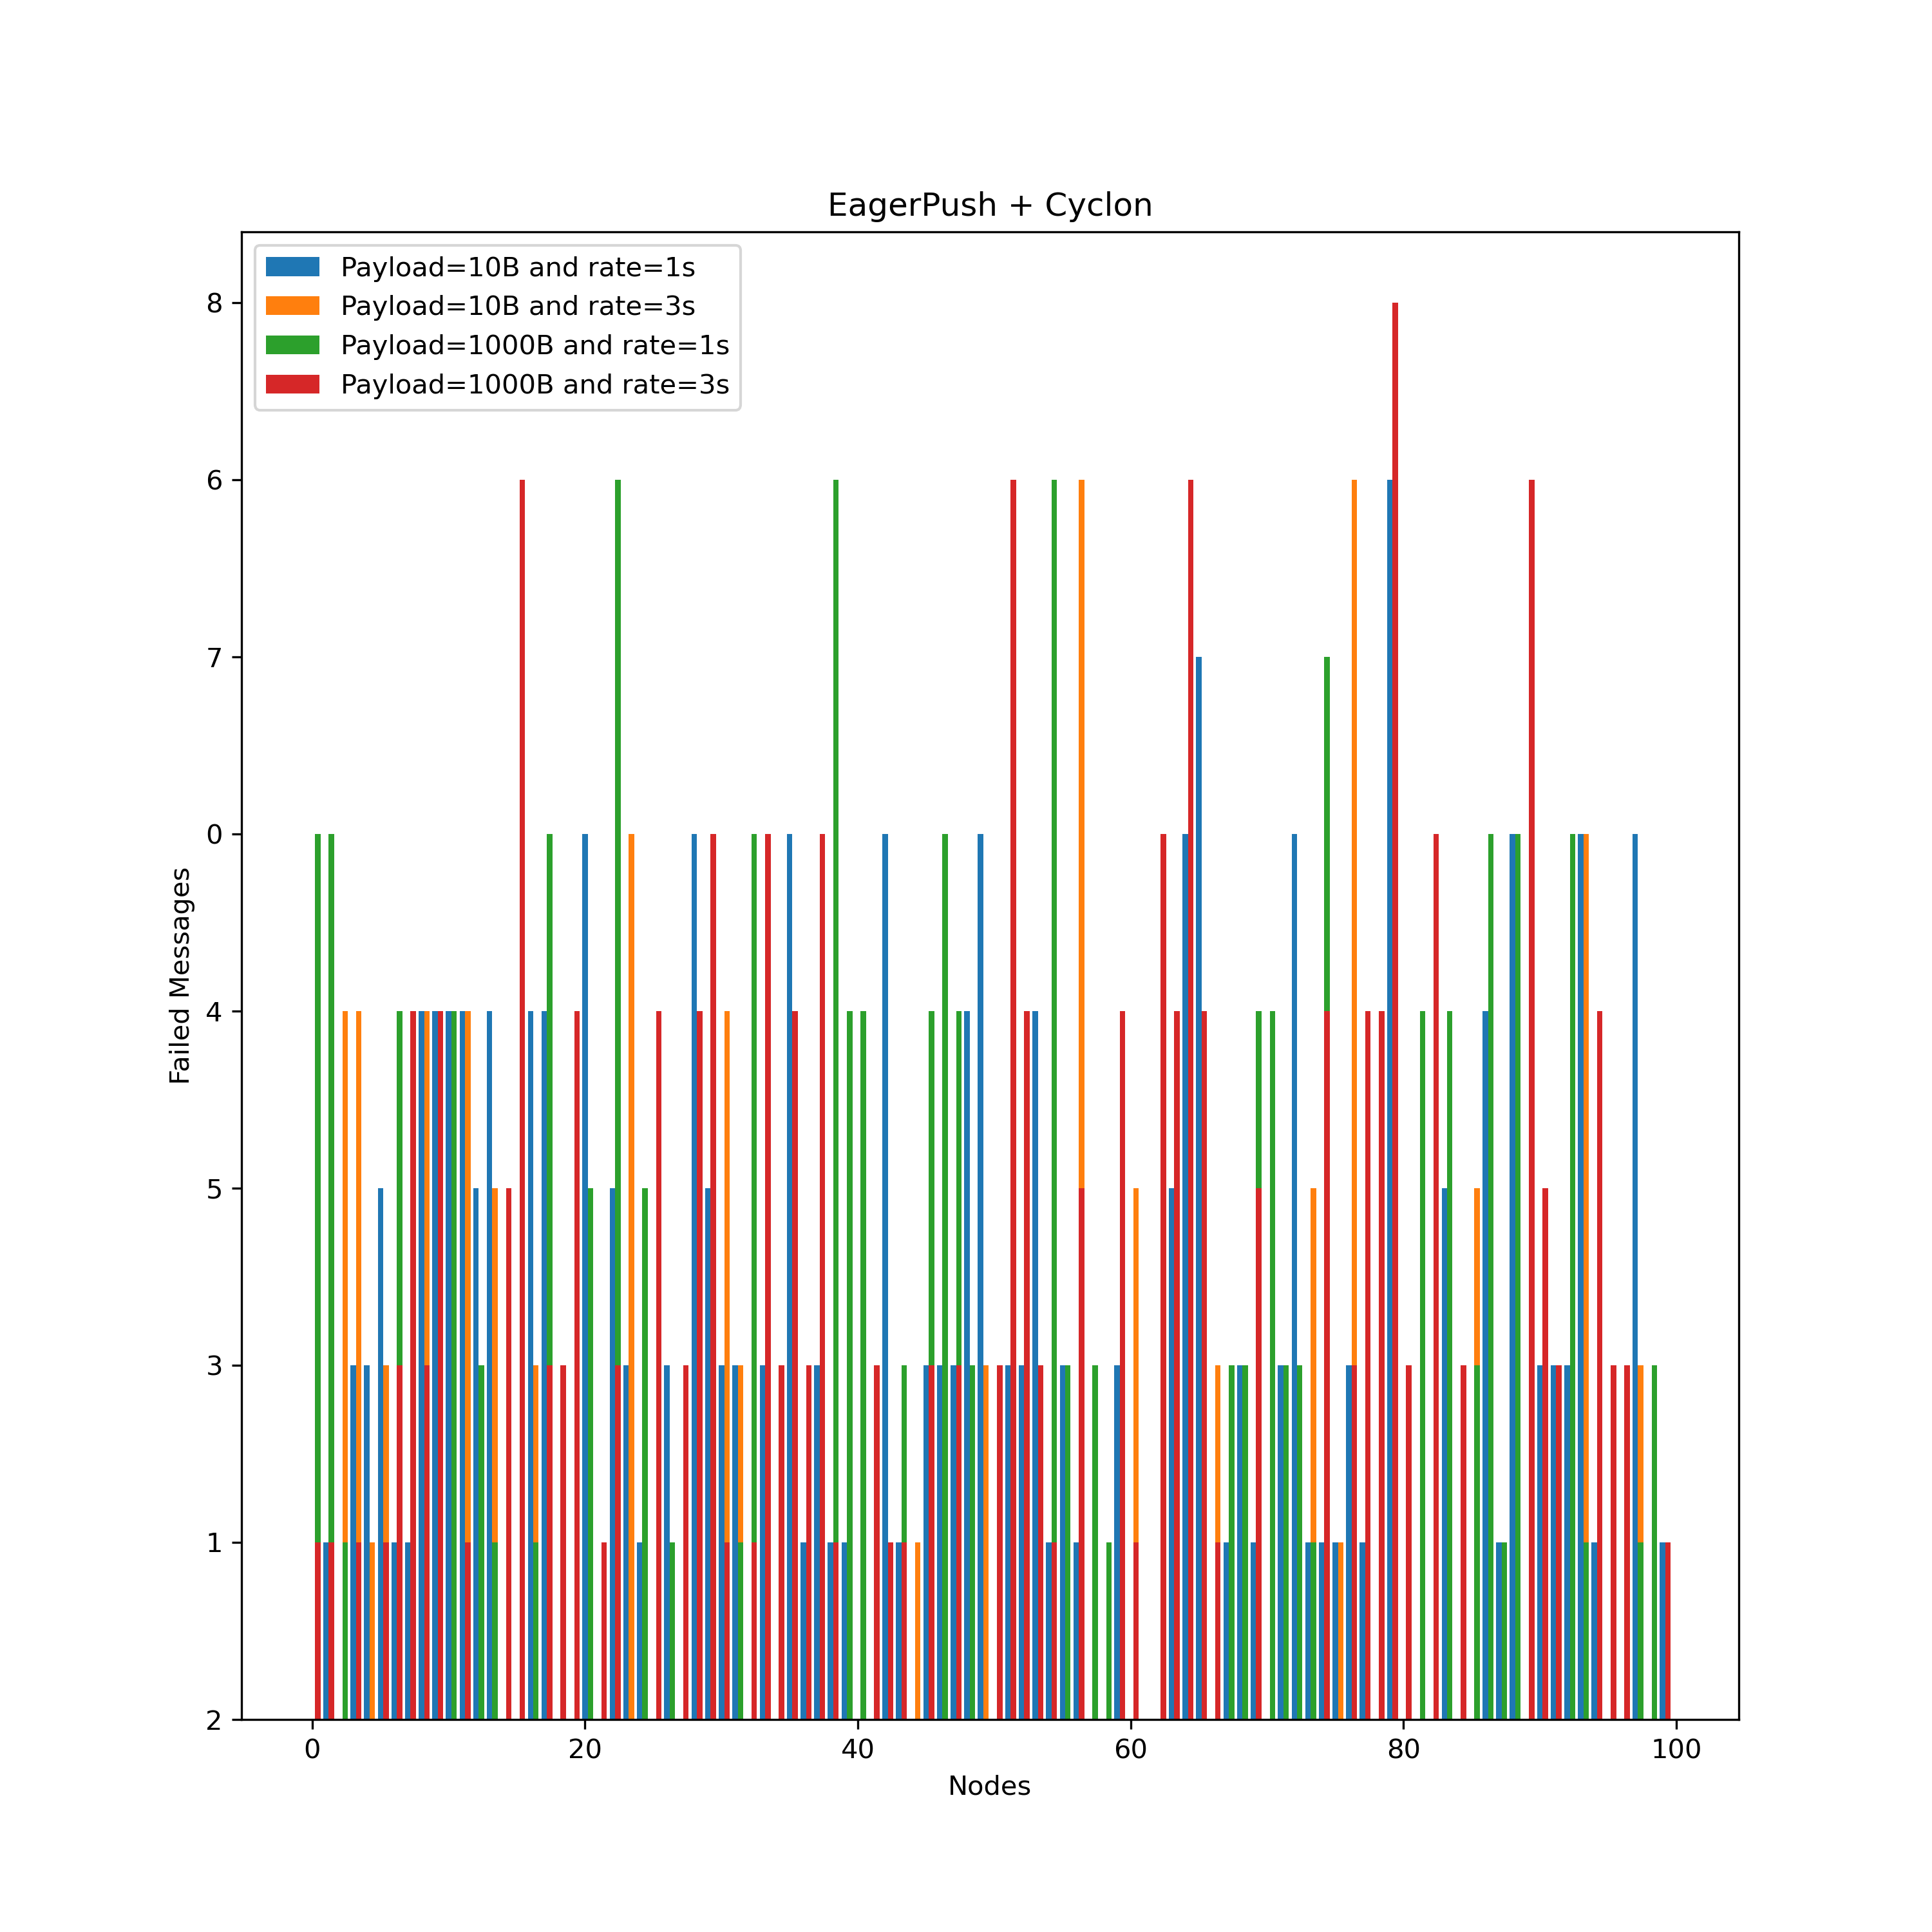 EagerPush + Cyclon
Payload=10B and rate=1s
Payload=10B and rate=3s
Payload=1000B and rate=1s
Payload=1000B and rate=3s
8
6
7
0
4
5
3
1
2
Failed Messages
0 20 40 60 80 100
Nodes